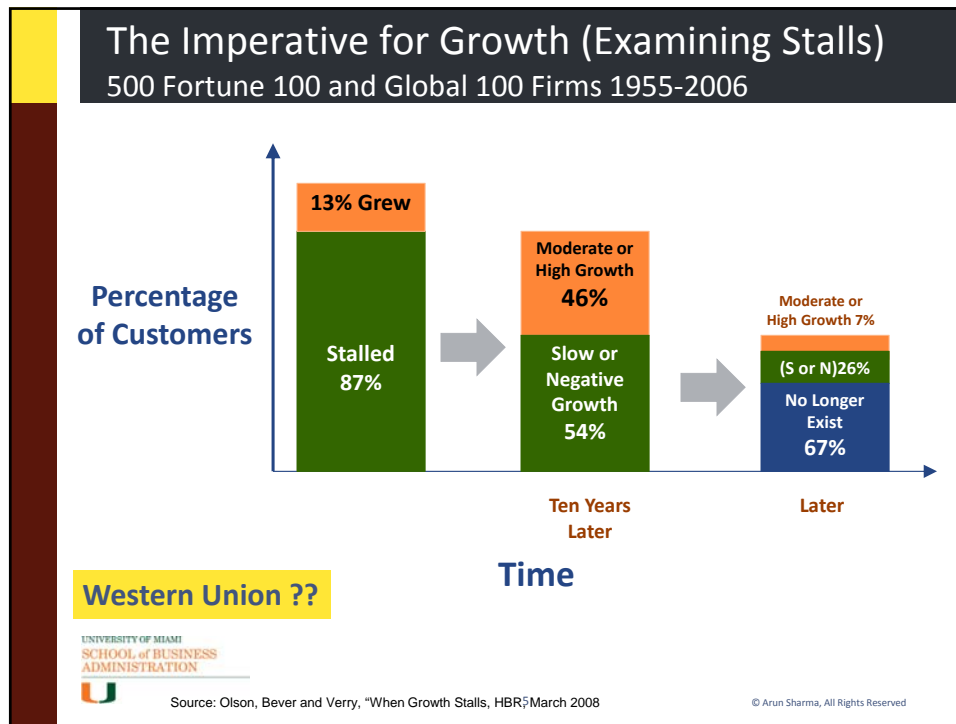 The Imperative for Growth (Examining Stalls)
500 Fortune 100 and Global 100 Firms 1955-2006
Percentage
of Customers
13% Grew
Stalled
87%
Moderate or
High Growth
46%
Slow or
Negative
Growth
54%
Moderate or
High Growth 7%
(S or N)26%
No Longer
Exist
67%
Ten Years
Later
Later
Time
Western Union ??
UNIVERSITY OF MIAMI
SCHOOL of BUSINESS
ADMINISTRATION
U
Source: Olson, Bever and Verry, “When Growth Stalls, HBR, March 2008
5
© Arun Sharma, All Rights Reserved